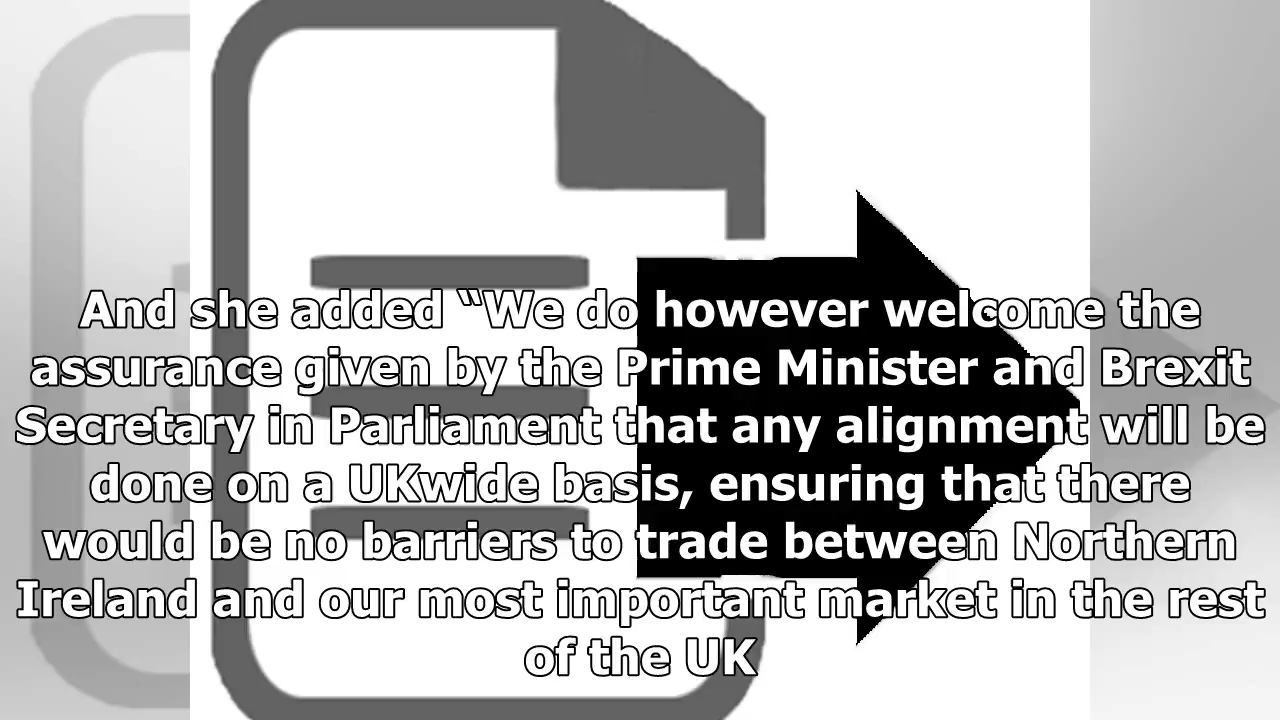 And she added “We do however welcome the
assurance given by the Prime Minister and Brexit
Secretary in Parliament that any alignment will be
done on a UKwide basis, ensuring that there
would be no barriers to trade between Northern
Ireland and our most important market in the rest
of the UK